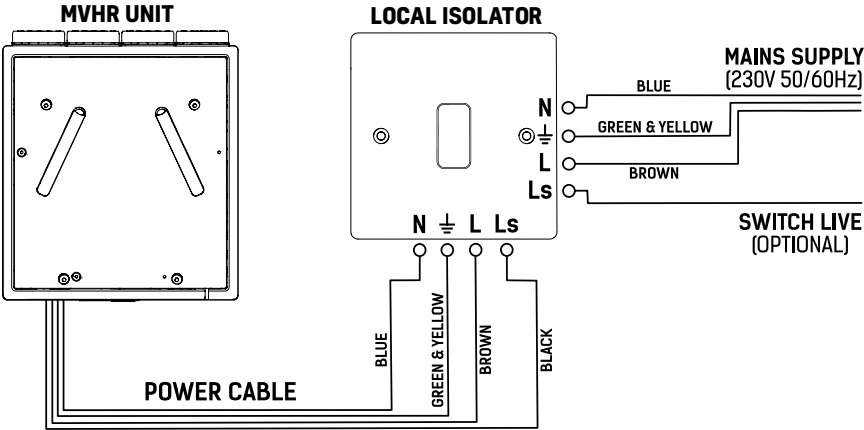 MVHR UNIT
LOCAL ISOLATOR
MAINS SUPPLY
(230V 50/60Hz)
BLUE
N
GREEN & YELLOW
L
BROWN
Ls
SWITCH LIVE
(OPTIONAL)
N L Ls
BLUE
GREEN & YELLOW
BROWN
BLACK
POWER CABLE